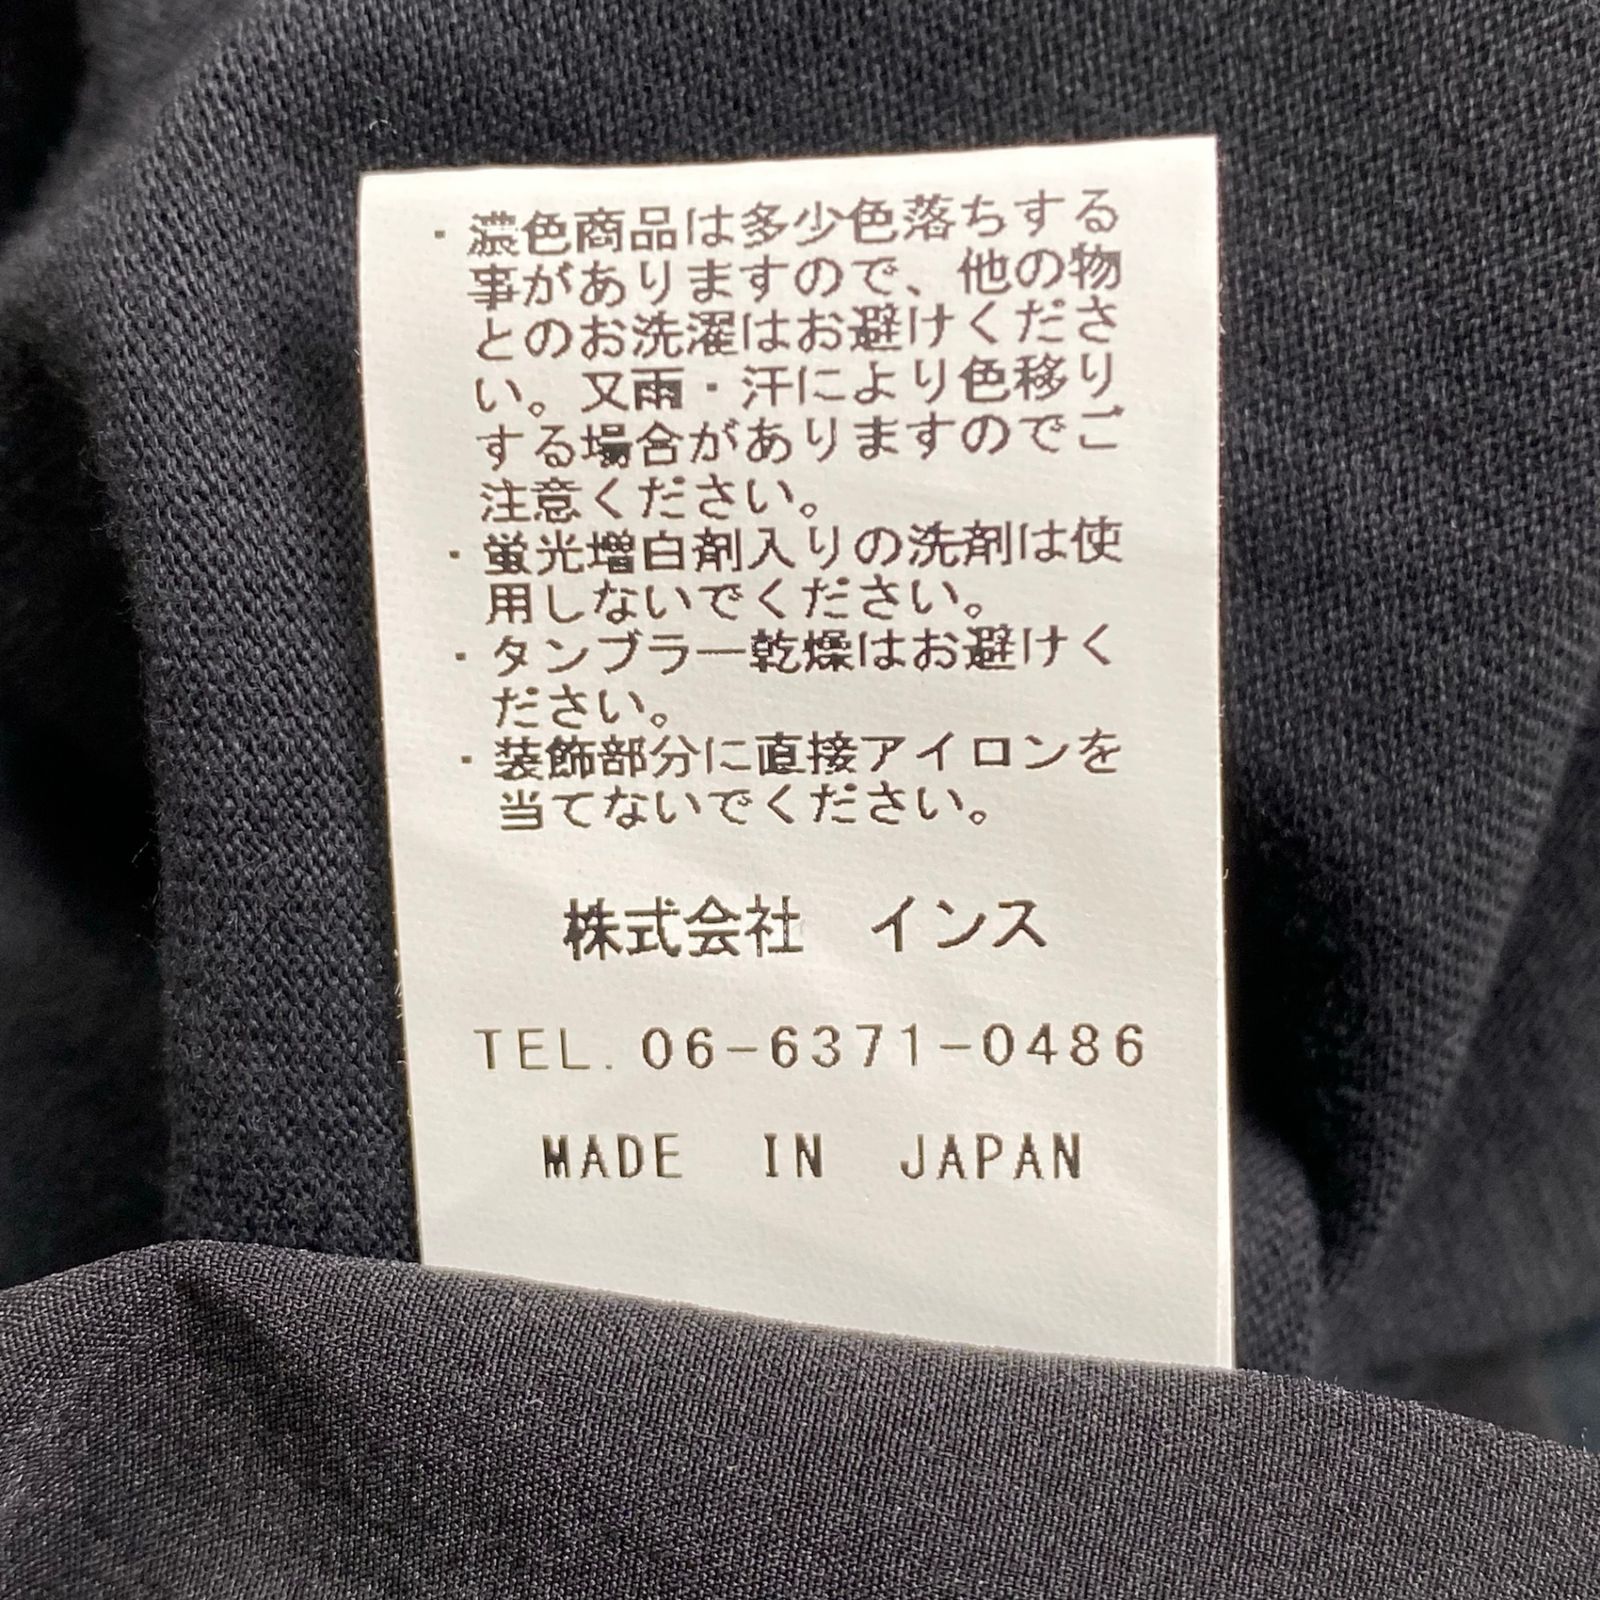 ・濃色商品は多少色落ちする
事がありますので、他の物
とのお洗濯はお避けくださ
い。又雨・汗により色移り
する場合がありますのでご
注意ください。
・蛍光増白剤入りの洗剤は使
用しないでください。
・タンブラー乾燥はお避けく
ださい。
・装飾部分に直接アイロンを
当てないでください。
株式会社 インス
TEL. 06-6371-0486
MADE IN JAPAN